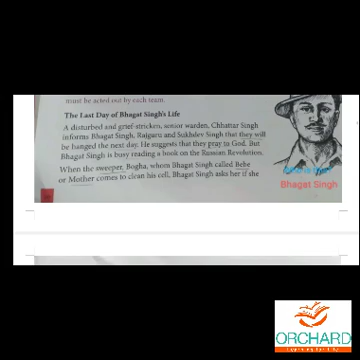 must be acted out by each team.
The Last Day of Bhagat Singh's Life
A disturbed and grief-stricken, senior warden, Chhattar Singh
informs Bhagat Singh, Rajguru and Sukhdev Singh that they will
be hanged the next day. He suggests that they pray to God. But
Bhagat Singh is busy reading a book on the Russian Revolution.
When the sweeper, Bogha, whom Bhagat Singh called Bebe
or Mother comes to clean his cell, Bhagat Singh asks her if she
Bhagat Singh
ORCHARD